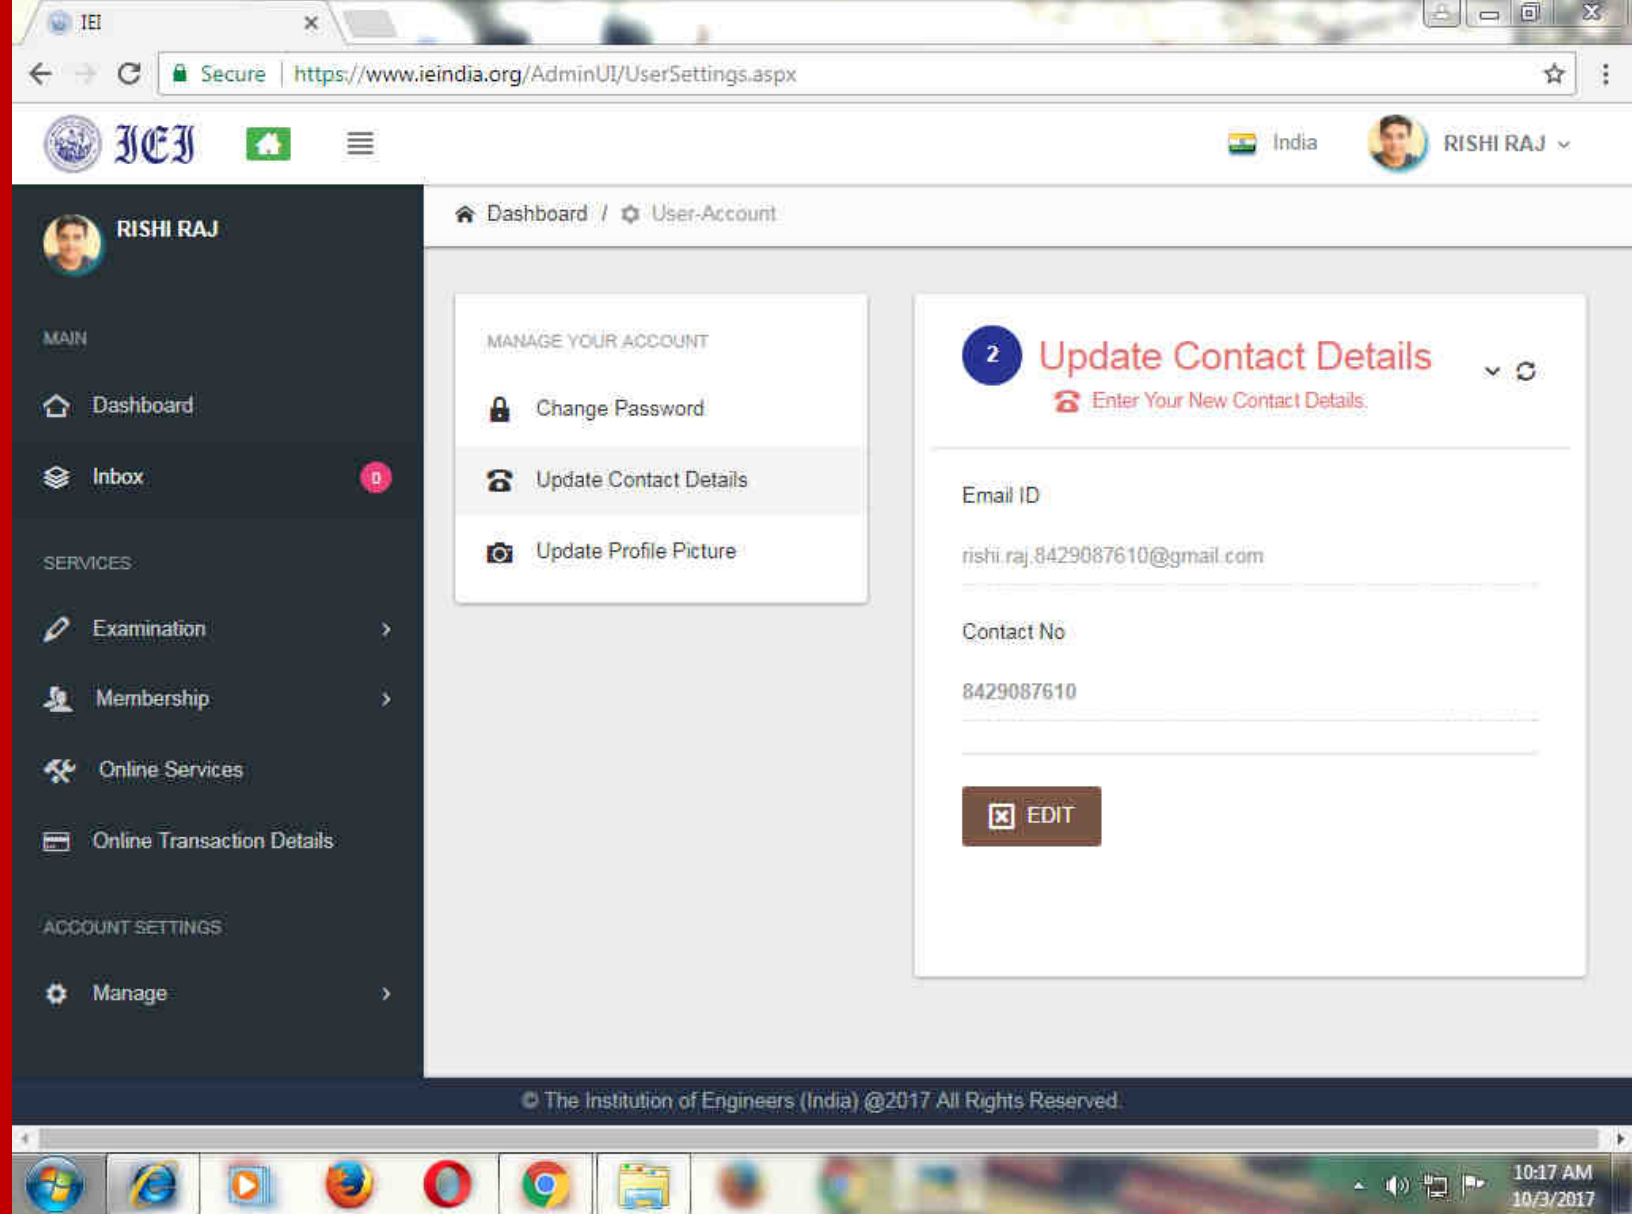 IEI
Secure https://www.ieindia.org/AdminUI/UserSettings.aspx
IEI
India
RISHI RAJ
RISHI RAJ
Dashboard / User-Account
MAIN
Dashboard
Inbox 0
SERVICES
Examination
Membership
Online Services
Online Transaction Details
ACCOUNT SETTINGS
Manage
MANAGE YOUR ACCOUNT
Change Password
Update Contact Details
Update Profile Picture
2 Update Contact Details
Enter Your New Contact Details.
Email ID
rishi.raj.8429087610@gmail.com
Contact No
8429087610
EDIT
© The Institution of Engineers (India) @2017 All Rights Reserved.
10:17 AM
10/3/2017